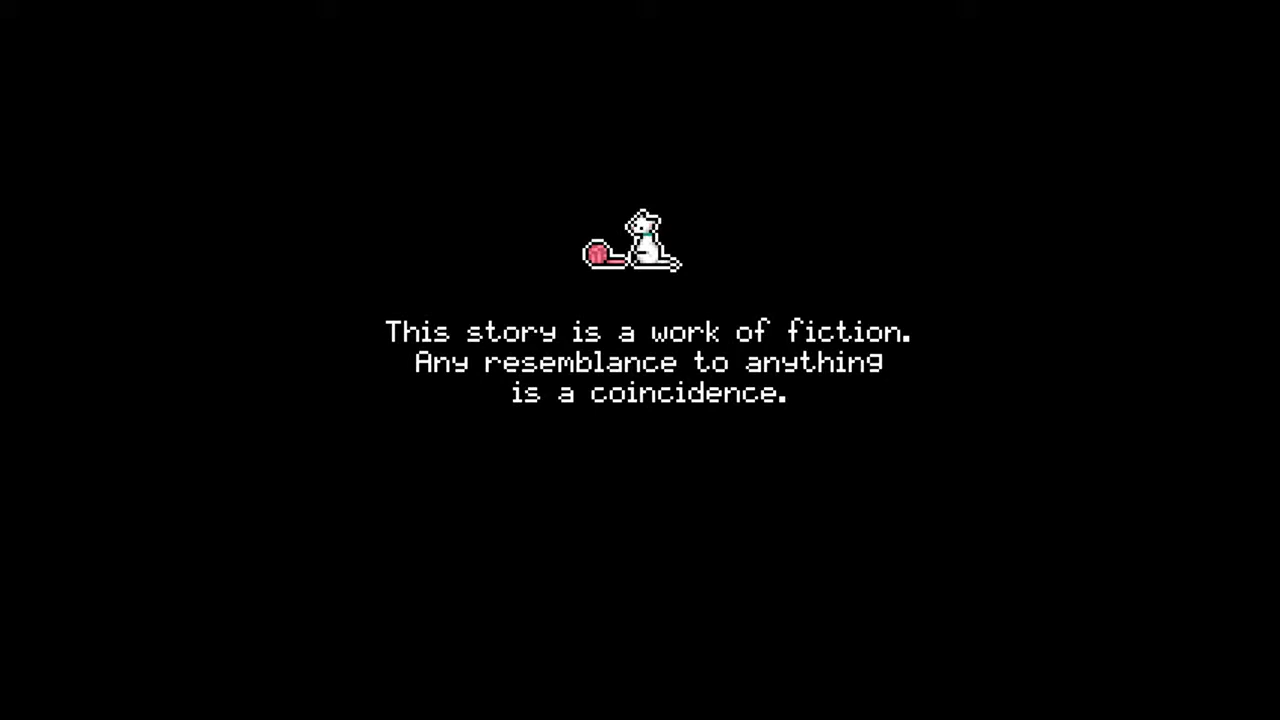 This story is a work of fiction.
Any resemblance to anything
is a coincidence.